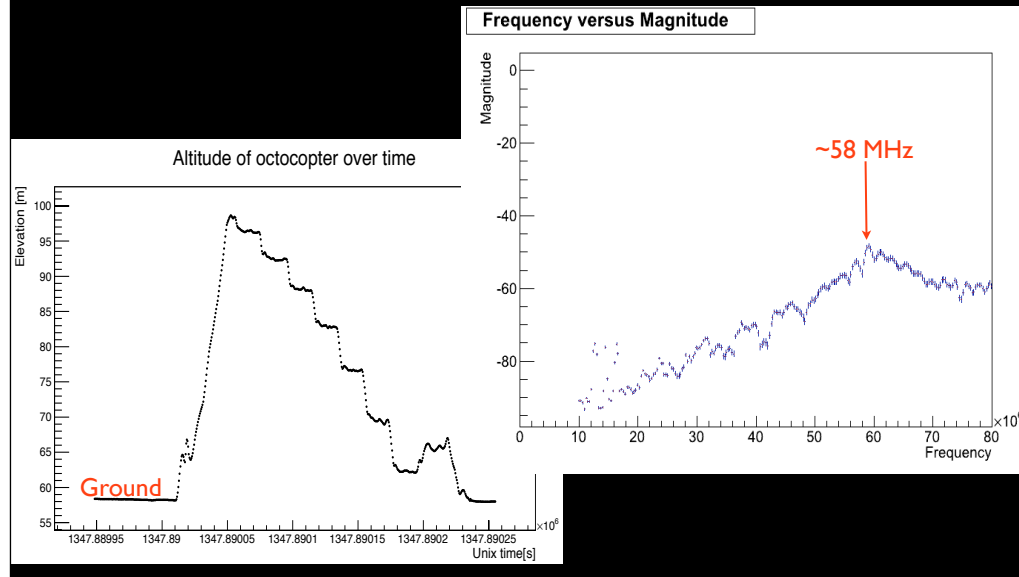 Frequency versus Magnitude
Magnitude
0
-20
-40
-60
-80
~58 MHz
0 10 20 30 40 50 60 70 80
Frequency
Altitude of octocopter over time
Elevation [m]
100
95
90
85
80
75
70
65
60
55
Ground
×10⁶
1347.88995 1347.89 1347.89005 1347.8901 1347.89015 1347.8902 1347.89025
Unix time[s]